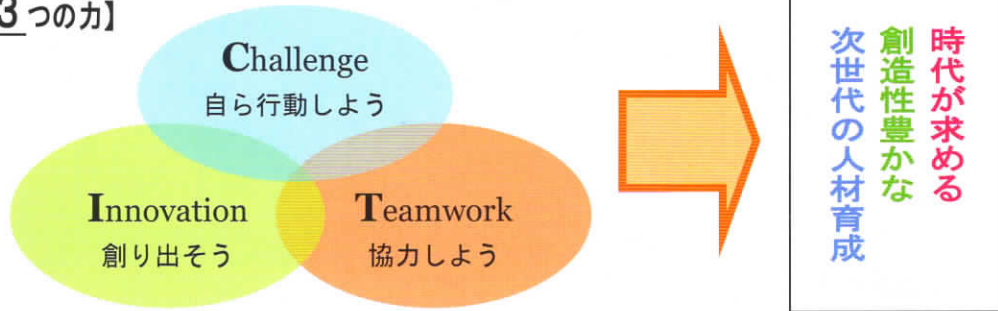 3つの力】
Challenge
自ら行動しよう
Innovation
創り出そう
Teamwork
協力しよう
時代が求める
創造性豊かな
次世代の人材育成